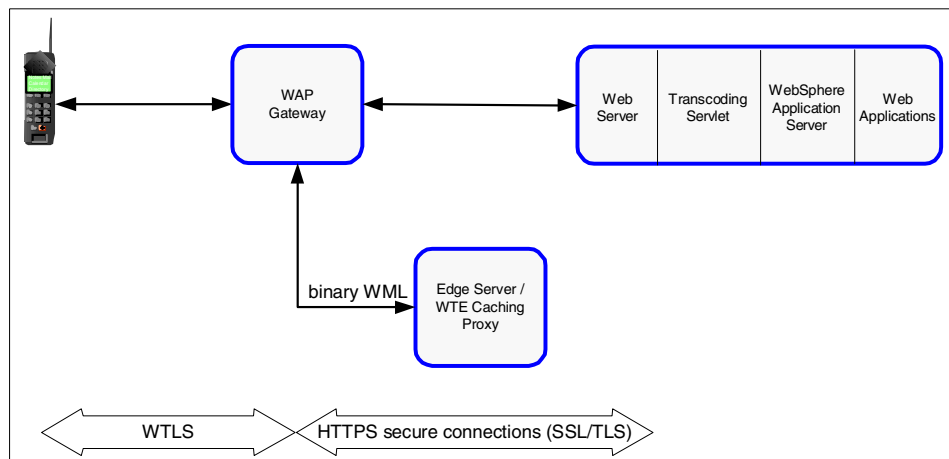 WAP
Gateway
Web
Server
Transcoding
Servlet
WebSphere
Application
Server
Web
Applications
binary WML
Edge Server /
WTE Caching
Proxy
WTLS
HTTPS secure connections (SSL/TLS)